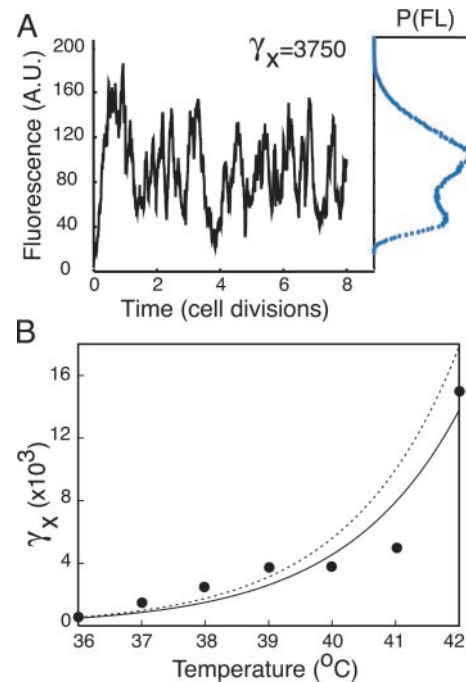 A
P(FL)
γx=3750
Fluorescence (A.U.)
200
160
120
80
40
0
0 2 4 6 8
Time (cell divisions)
B
γx (x10³)
16
12
8
4
0
36 37 38 39 40 41 42
Temperature (°C)